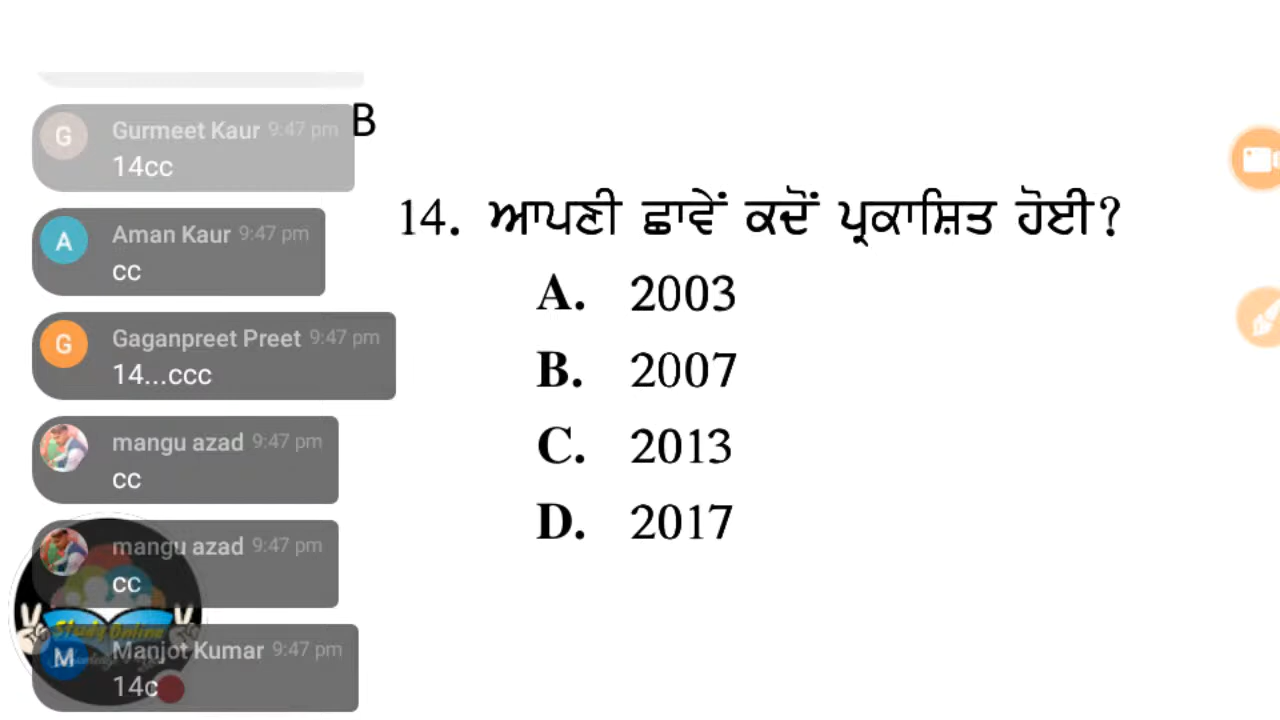 B
Gurmeet Kaur 9:47 pm
14cc
Aman Kaur 9:47 pm
cc
Gaganpreet Preet 9:47 pm
14...ccc
mangu azad 9:47 pm
cc
mangu azad 9:47 pm
cc
Study Online
Manjot Kumar 9:47 pm
14c
14. ਆਪਣੀ ਛਾਵੇਂ ਕਦੋਂ ਪ੍ਰਕਾਸ਼ਿਤ ਹੋਈ?
A. 2003
B. 2007
C. 2013
D. 2017
G
A
G
M